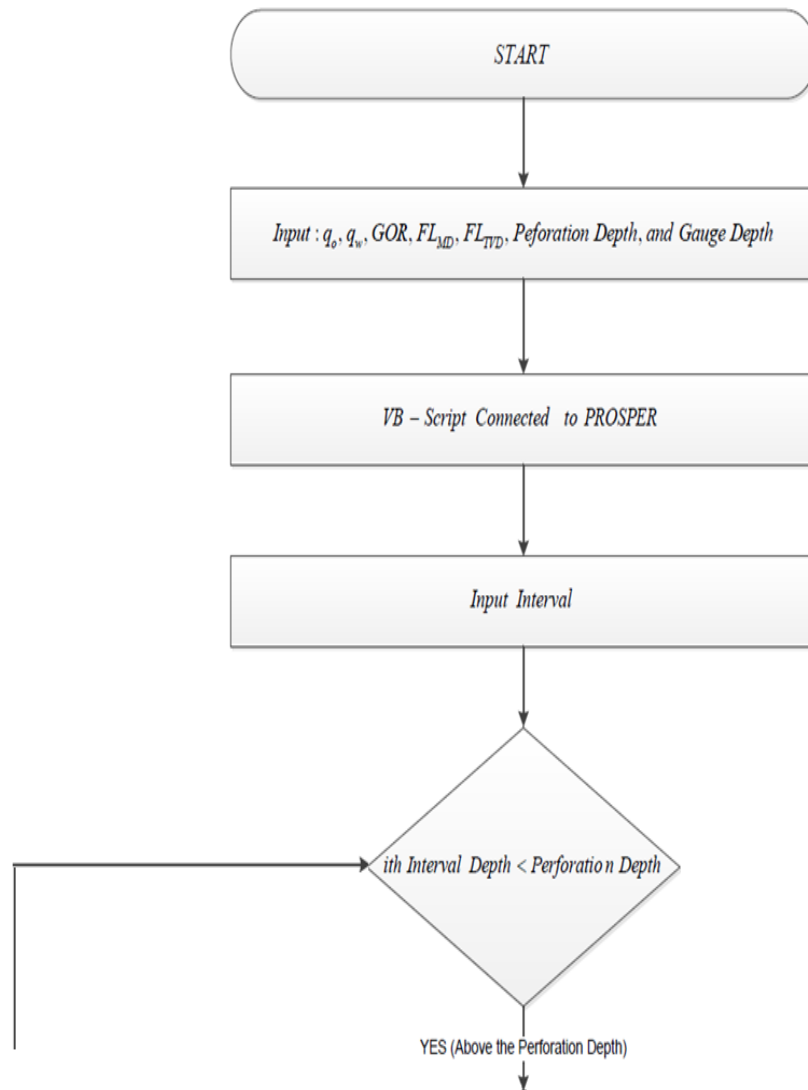 START
Input : q_o, q_w, GOR, FL_MD, FL_TVD, Peforation Depth, and Gauge Depth
VB – Script Connected to PROSPER
Input Interval
ith Interval Depth < Perforation Depth
YES (Above the Perforation Depth)